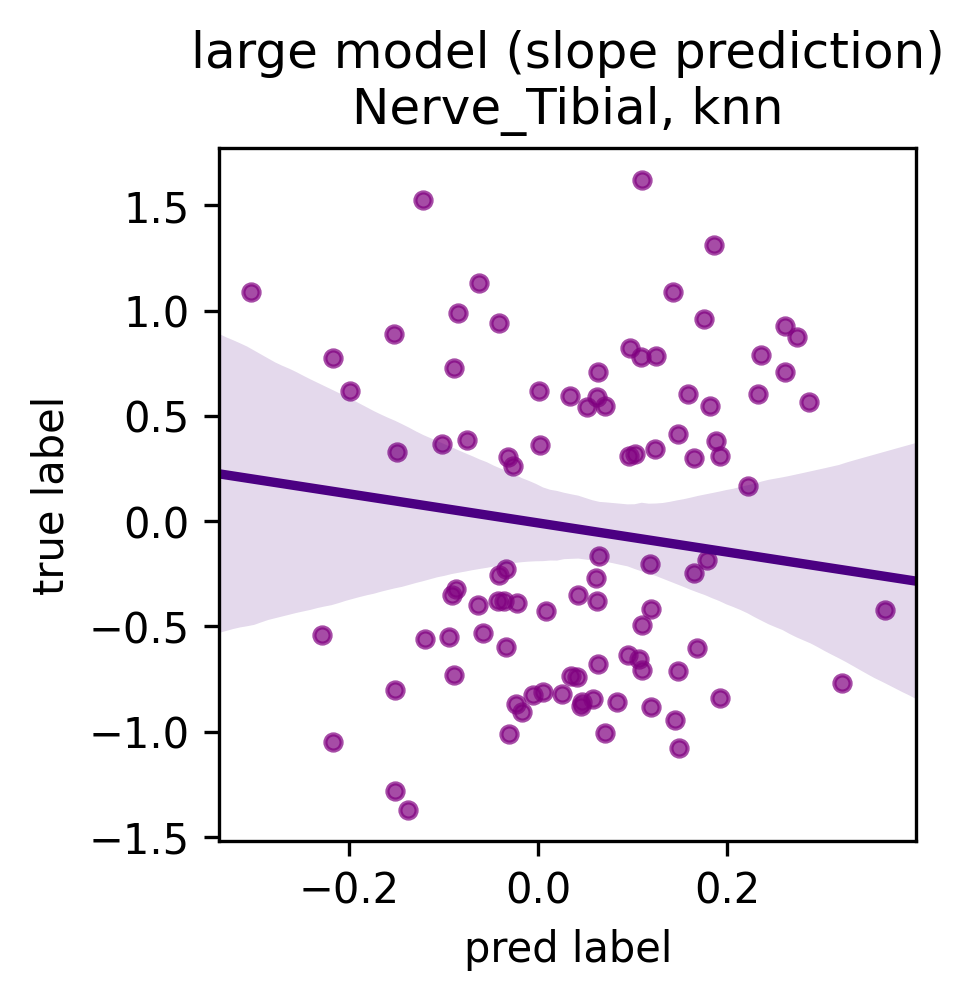 large model (slope prediction)
Nerve_Tibial, knn
1.5
1.0
0.5
0.0
−0.5
−1.0
−1.5
true label
−0.2
0.0
0.2
pred label